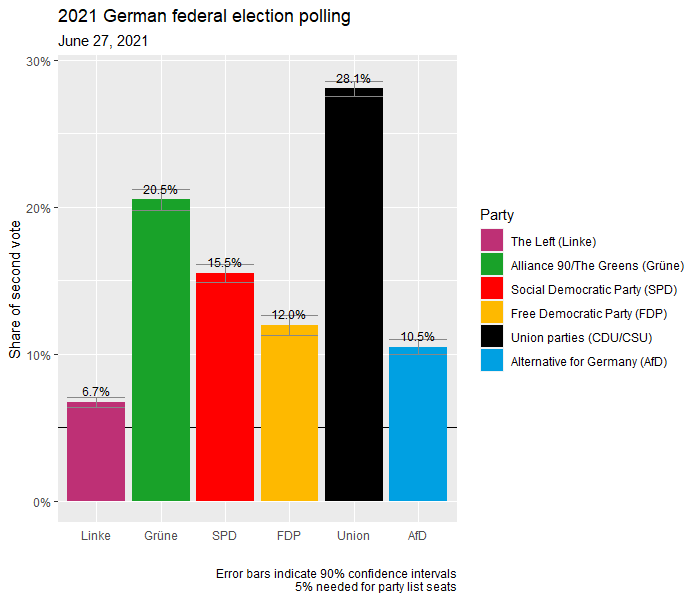 2021 German federal election polling
June 27, 2021
Share of second vote
30%
20%
10%
0%
6.7%
20.5%
15.5%
12.0%
28.1%
10.5%
Linke
Grüne
SPD
FDP
Union
AfD
Party
The Left (Linke)
Alliance 90/The Greens (Grüne)
Social Democratic Party (SPD)
Free Democratic Party (FDP)
Union parties (CDU/CSU)
Alternative for Germany (AfD)
Error bars indicate 90% confidence intervals
5% needed for party list seats